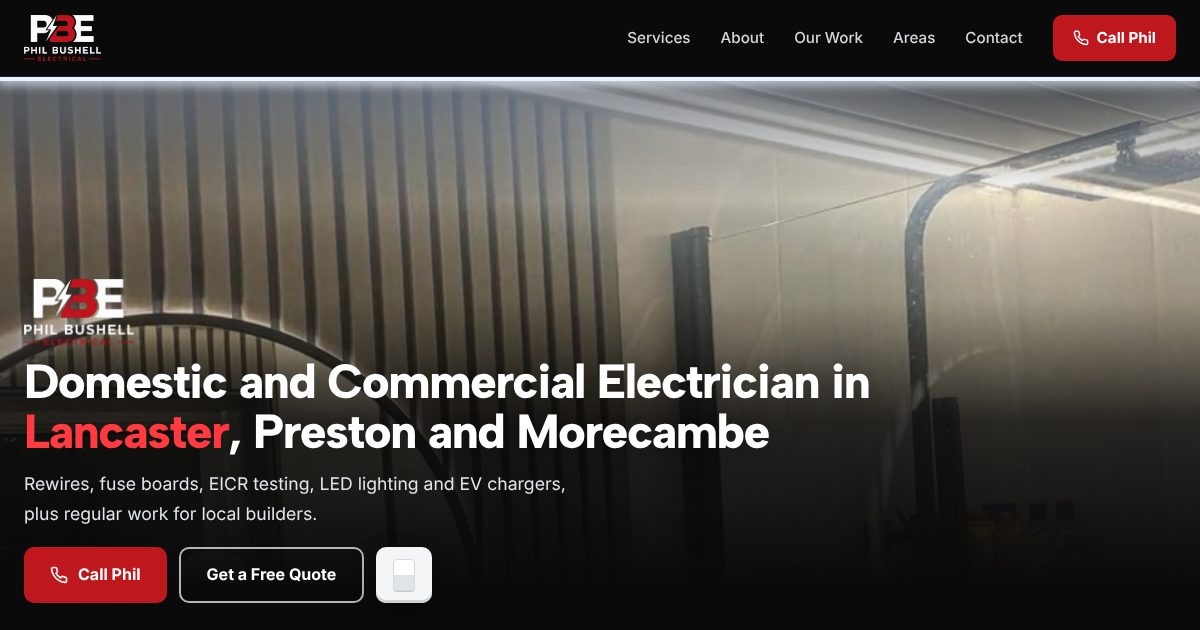 PBE
PHIL BUSHELL
ELECTRICAL
Services
About
Our Work
Areas
Contact
Call Phil
PBE
PHIL BUSHELL
ELECTRICAL
Domestic and Commercial Electrician in
Lancaster, Preston and Morecambe
Rewires, fuse boards, EICR testing, LED lighting and EV chargers,
plus regular work for local builders.
Call Phil
Get a Free Quote